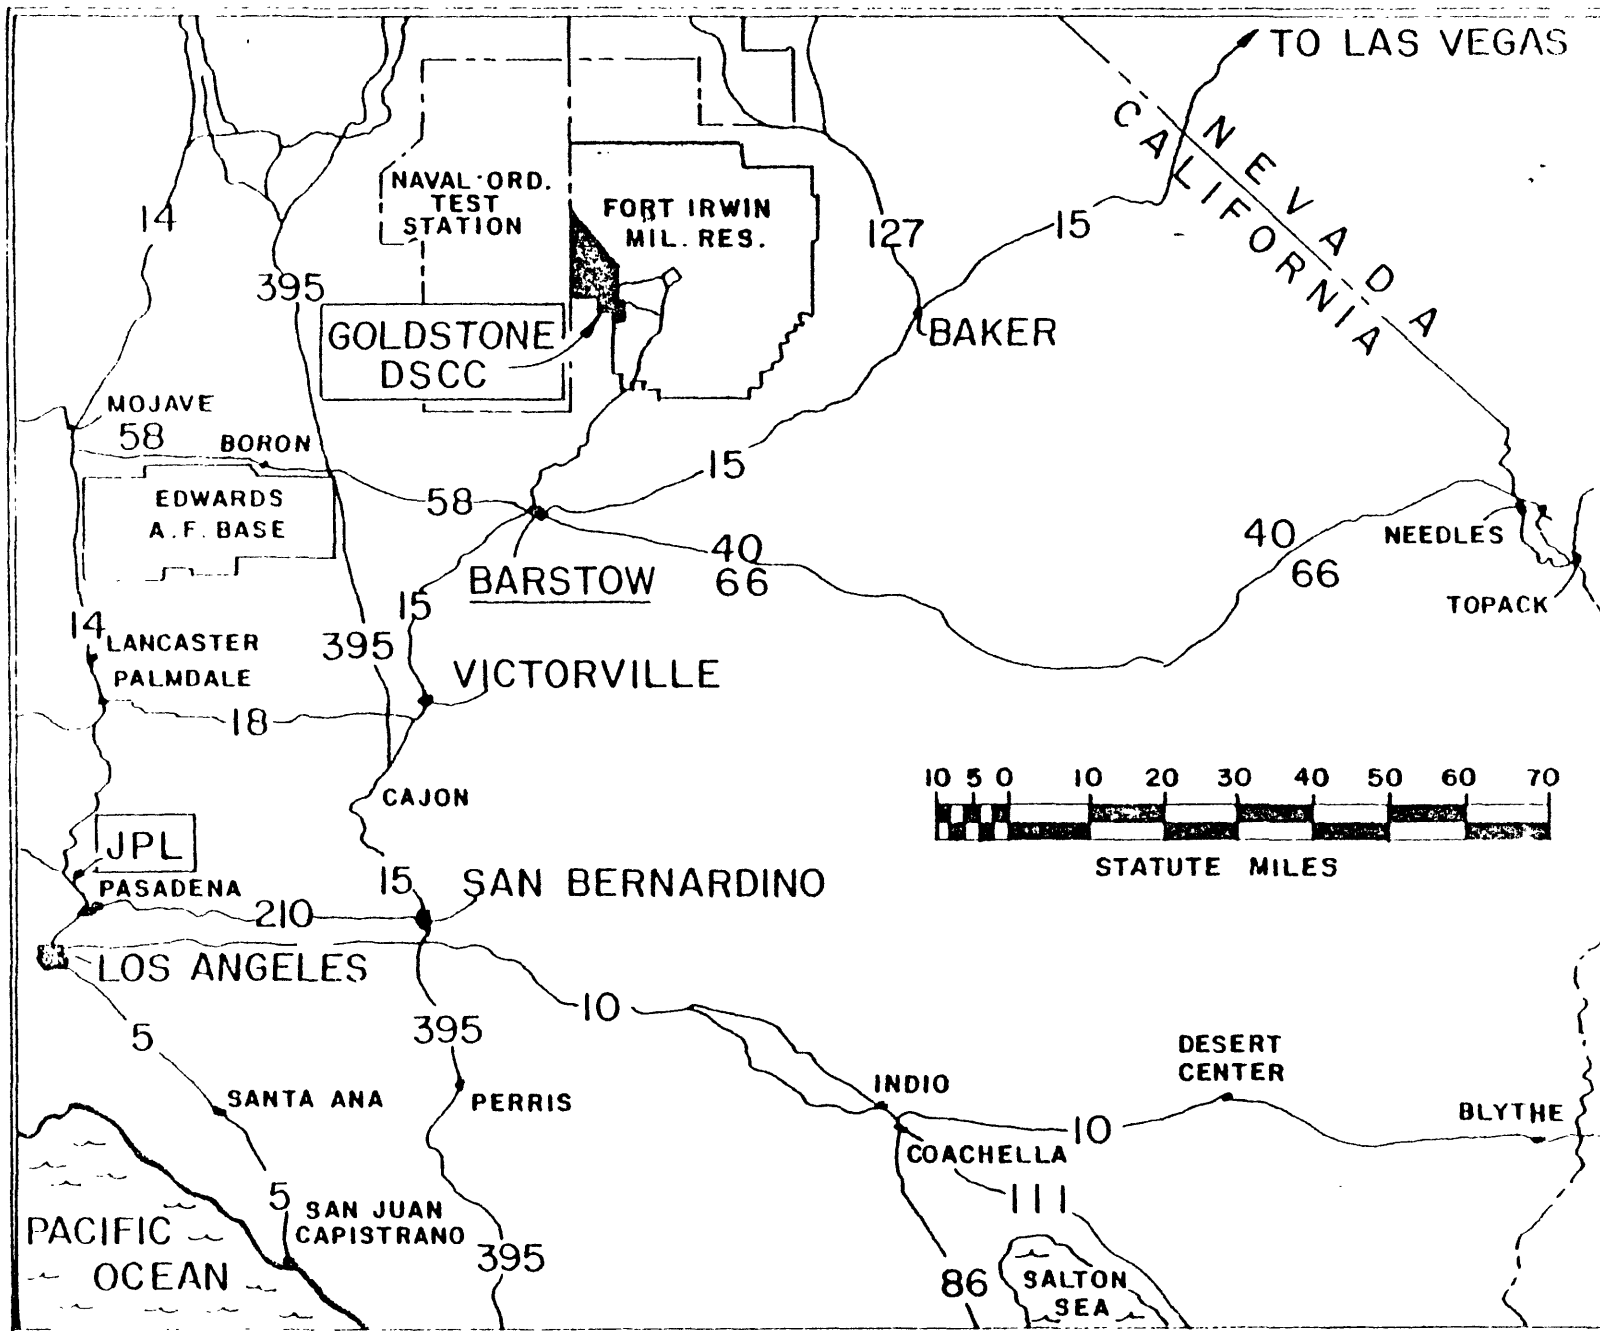 TO LAS VEGAS
NEVADA
CALIFORNIA
NAVAL ORD.
TEST
STATION
FORT IRWIN
MIL. RES.
14
127
15
395
GOLDSTONE
DSCC
BAKER
MOJAVE
58
BORON
15
EDWARDS
A.F. BASE
58
40
66
40
66
NEEDLES
BARSTOW
TOPACK
15
14
LANCASTER
395
PALMDALE
VICTORVILLE
18
CAJON
10 5 0 10 20 30 40 50 60 70
STATUTE MILES
JPL
PASADENA
15
SAN BERNARDINO
210
LOS ANGELES
10
5
395
DESERT
CENTER
SANTA ANA
PERRIS
INDIO
BLYTHE
10
COACHELLA
111
5
SAN JUAN
CAPISTRANO
PACIFIC
OCEAN
395
86
SALTON
SEA